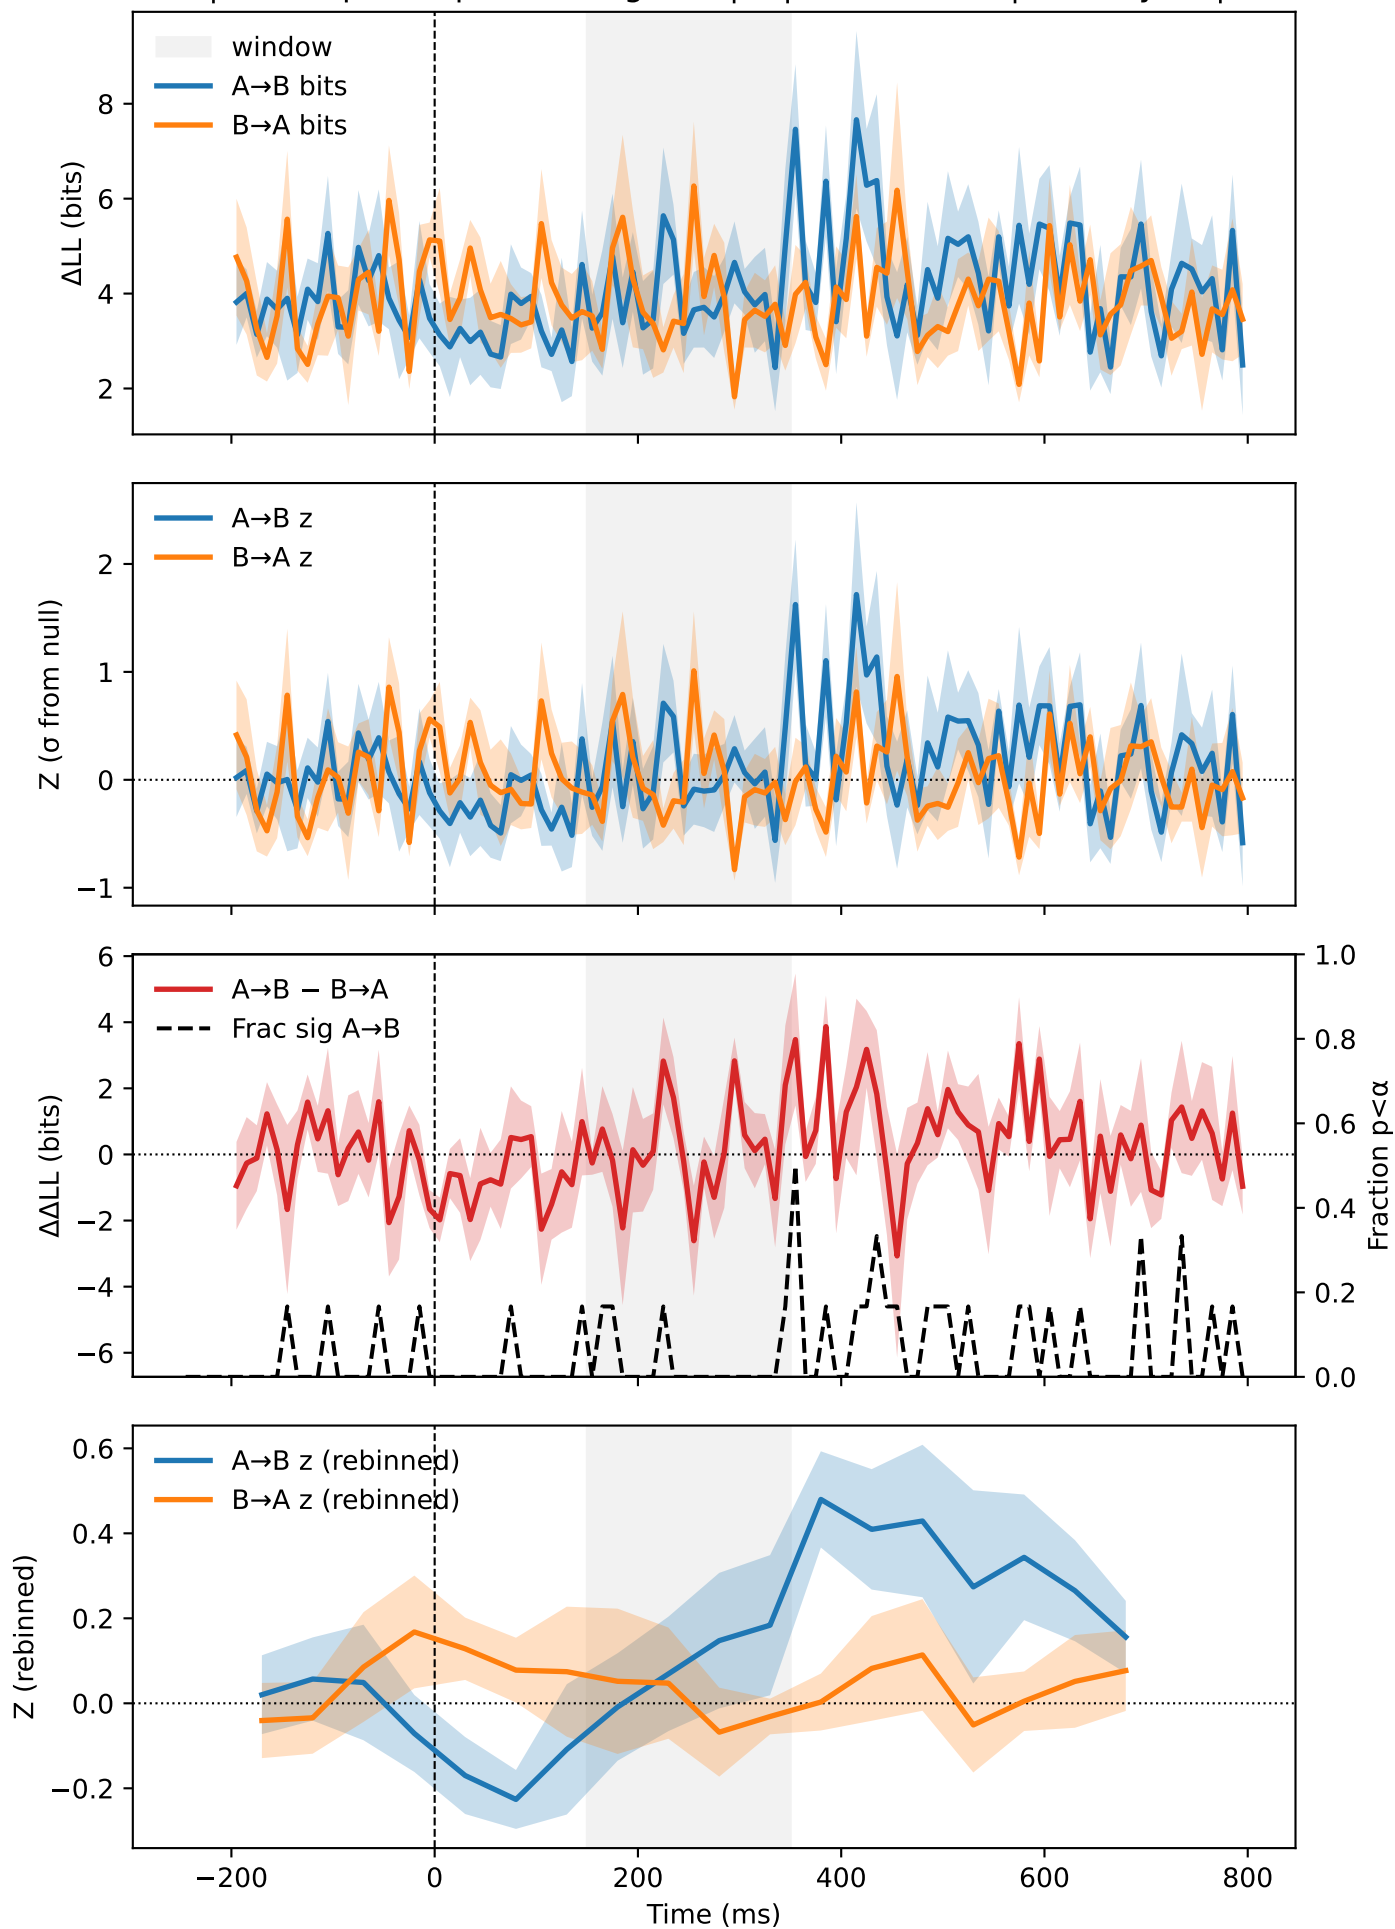 window
A→B bits
B→A bits
ΔLL (bits)
8
6
4
2
A→B z
B→A z
Z (σ from null)
2
1
0
−1
A→B − B→A
Frac sig A→B
ΔΔLL (bits)
6
4
2
0
−2
−4
−6
1.0
0.8
0.6
0.4
0.2
0.0
Fraction p<α
A→B z (rebinned)
B→A z (rebinned)
Z (rebinned)
0.6
0.4
0.2
0.0
−0.2
−200
0
200
400
600
800
Time (ms)